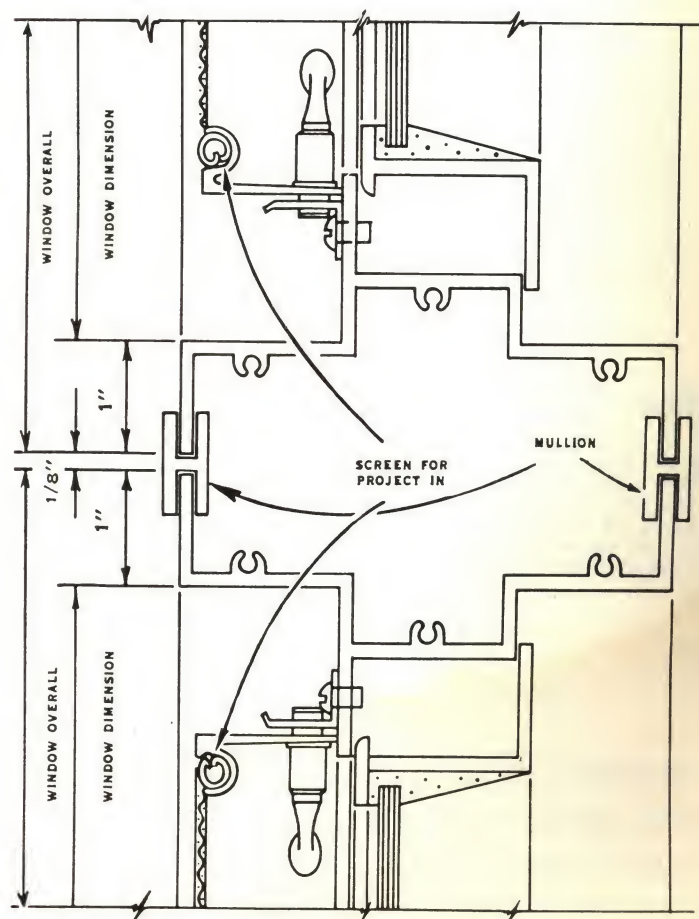 WINDOW OVERALL
WINDOW DIMENSION
1"
1/8"
1"
SCREEN FOR
PROJECT IN
MULLION
WINDOW OVERALL
WINDOW DIMENSION